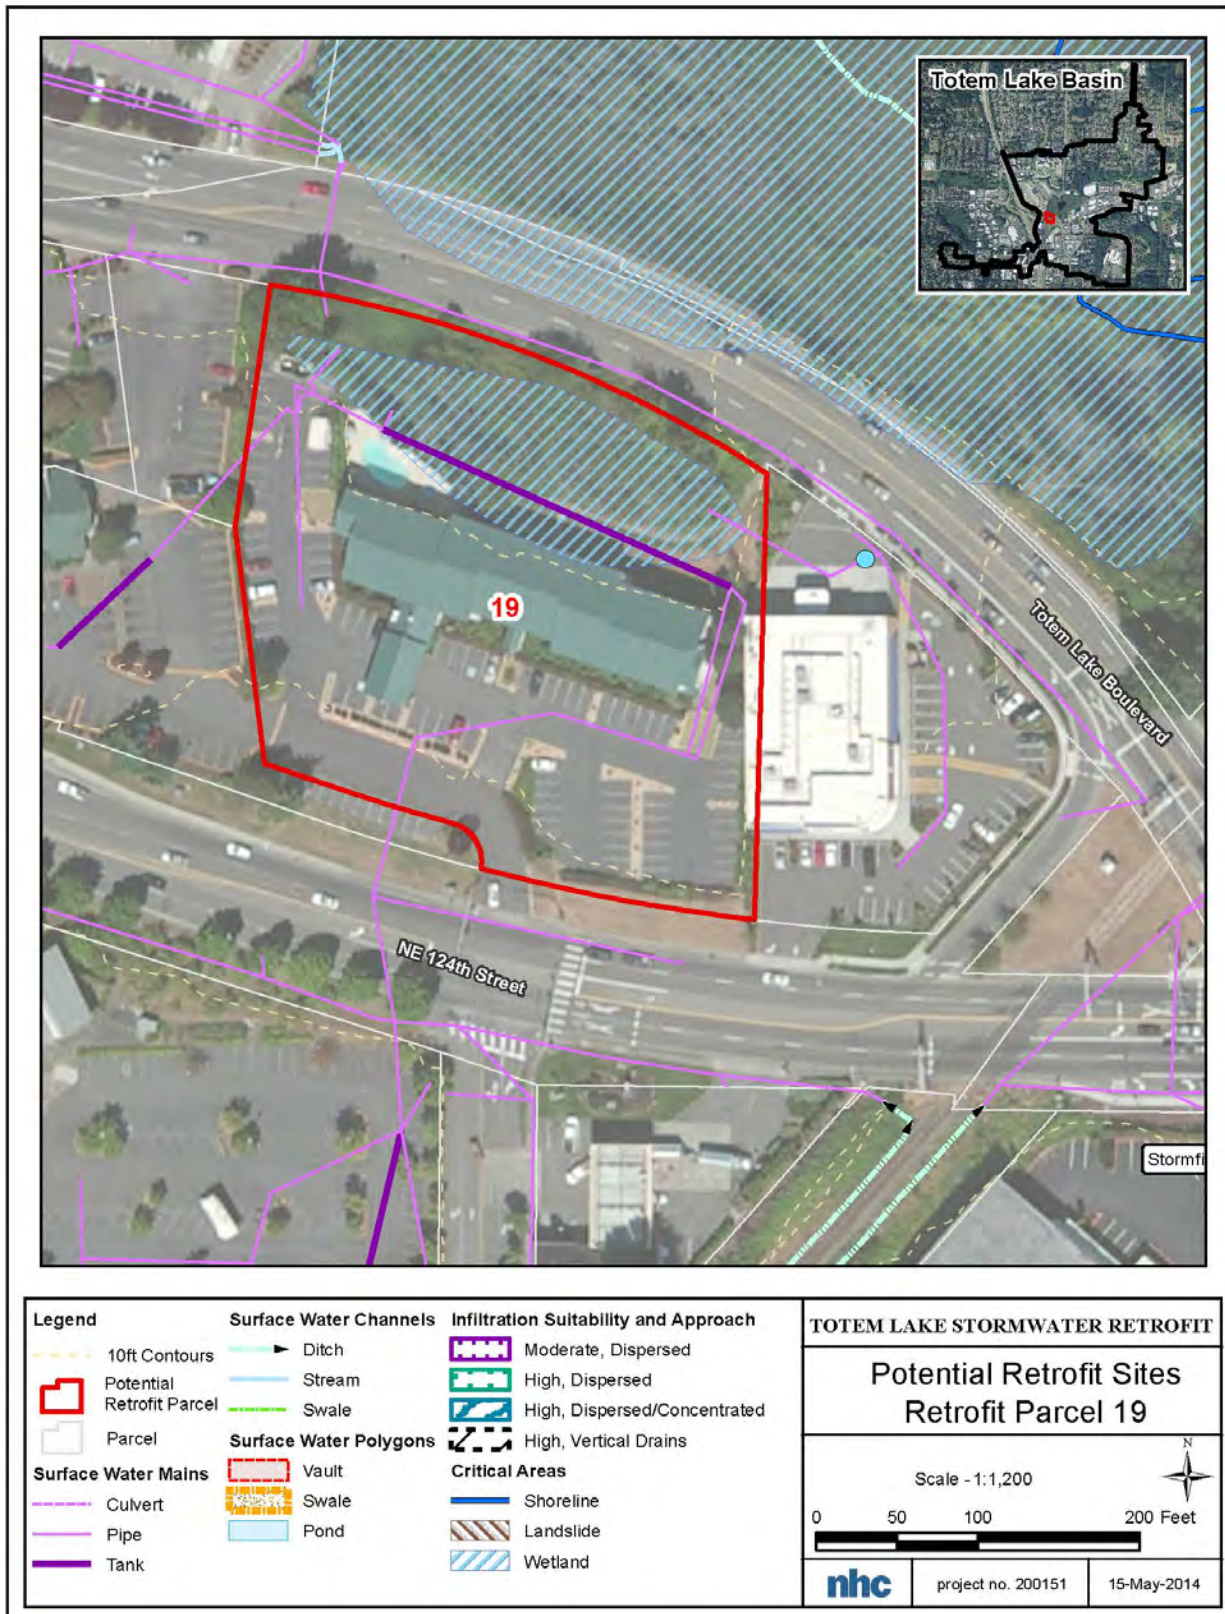 Totem Lake Basin
19
Totem Lake Boulevard
NE 124th Street
Stormfi
Legend
10ft Contours
Potential
Retrofit Parcel
Parcel
Surface Water Mains
Culvert
Pipe
Tank
Surface Water Channels
Ditch
Stream
Swale
Surface Water Polygons
Vault
Swale
Pond
Infiltration Suitability and Approach
Moderate, Dispersed
High, Dispersed
High, Dispersed/Concentrated
High, Vertical Drains
Critical Areas
Shoreline
Landslide
Wetland
TOTEM LAKE STORMWATER RETROFIT
Potential Retrofit Sites
Retrofit Parcel 19
Scale - 1:1,200
N
0 50 100 200 Feet
nhc
project no. 200151
15-May-2014